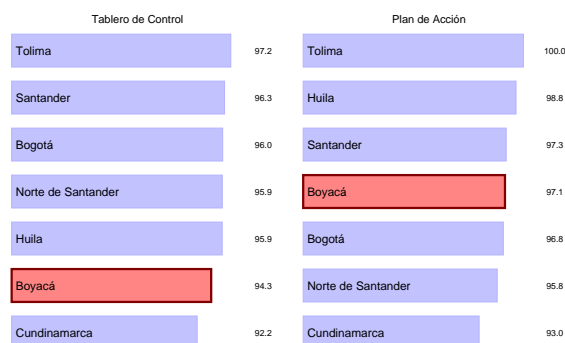 Tablero de Control
Tolima 97.2
Santander 96.3
Bogotá 96.0
Norte de Santander 95.9
Huila 95.9
Boyacá 94.3
Cundinamarca 92.2
Plan de Acción
Tolima 100.0
Huila 98.8
Santander 97.3
Boyacá 97.1
Bogotá 96.8
Norte de Santander 95.8
Cundinamarca 93.0